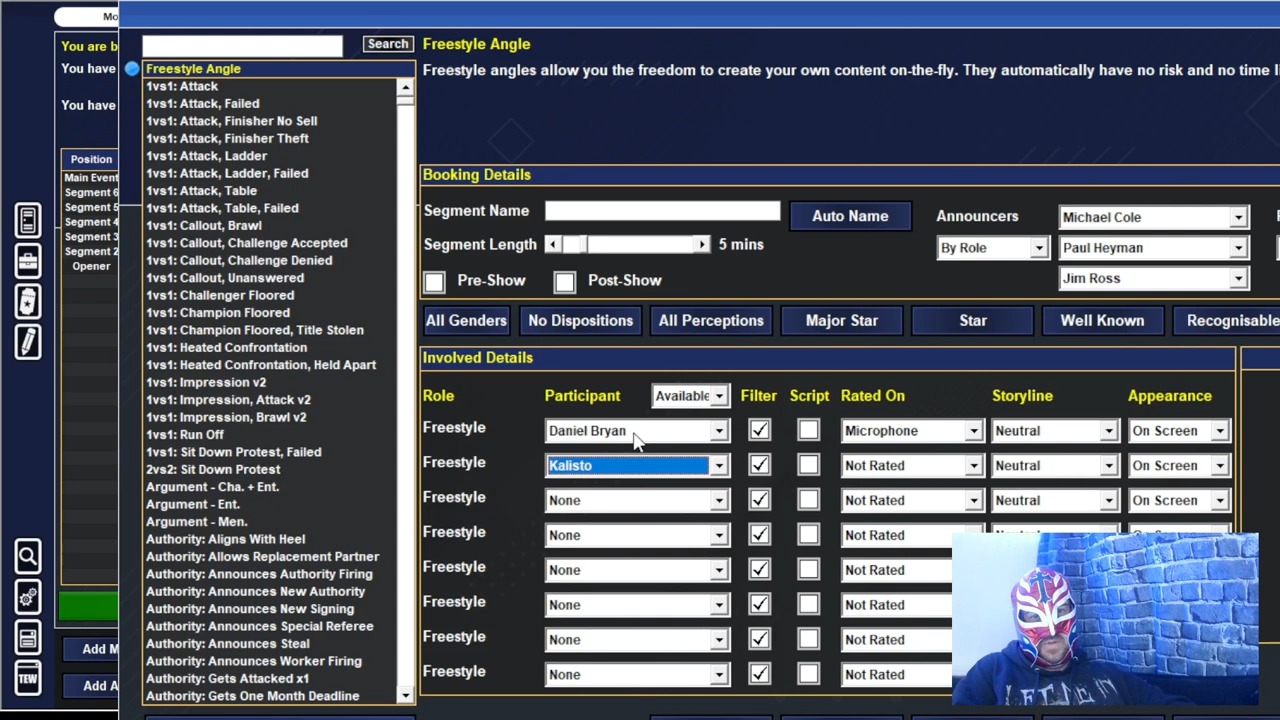 Mo
You are b
You have
You have
Position
Main Event
Segment 6
Segment 5
Segment 4
Segment 3
Segment 2
Opener
Add M
Add A
TEW
Search
Freestyle Angle
1vs1: Attack
1vs1: Attack, Failed
1vs1: Attack, Finisher No Sell
1vs1: Attack, Finisher Theft
1vs1: Attack, Ladder
1vs1: Attack, Ladder, Failed
1vs1: Attack, Table
1vs1: Attack, Table, Failed
1vs1: Callout, Brawl
1vs1: Callout, Challenge Accepted
1vs1: Callout, Challenge Denied
1vs1: Callout, Unanswered
1vs1: Challenger Floored
1vs1: Champion Floored
1vs1: Champion Floored, Title Stolen
1vs1: Heated Confrontation
1vs1: Heated Confrontation, Held Apart
1vs1: Impression v2
1vs1: Impression, Attack v2
1vs1: Impression, Brawl v2
1vs1: Run Off
1vs1: Sit Down Protest, Failed
2vs2: Sit Down Protest
Argument - Cha. + Ent.
Argument - Ent.
Argument - Men.
Authority: Aligns With Heel
Authority: Allows Replacement Partner
Authority: Announces Authority Firing
Authority: Announces New Authority
Authority: Announces New Signing
Authority: Announces Special Referee
Authority: Announces Steal
Authority: Announces Worker Firing
Authority: Gets Attacked x1
Authority: Gets One Month Deadline
Freestyle Angle
Freestyle angles allow you the freedom to create your own content on-the-fly. They automatically have no risk and no time li
Booking Details
Segment Name Auto Name Announcers Michael Cole
Segment Length 5 mins By Role Paul Heyman
Pre-Show Post-Show Jim Ross
All Genders No Dispositions All Perceptions Major Star Star Well Known Recognisable
Involved Details
Role Participant Available Filter Script Rated On Storyline Appearance
Freestyle Daniel Bryan Microphone Neutral On Screen
Freestyle Kalisto Not Rated Neutral On Screen
Freestyle None Not Rated Neutral On Screen
Freestyle None Not Rated
Freestyle None Not Rated
Freestyle None Not Rated
Freestyle None Not Rated
Freestyle None Not Rated